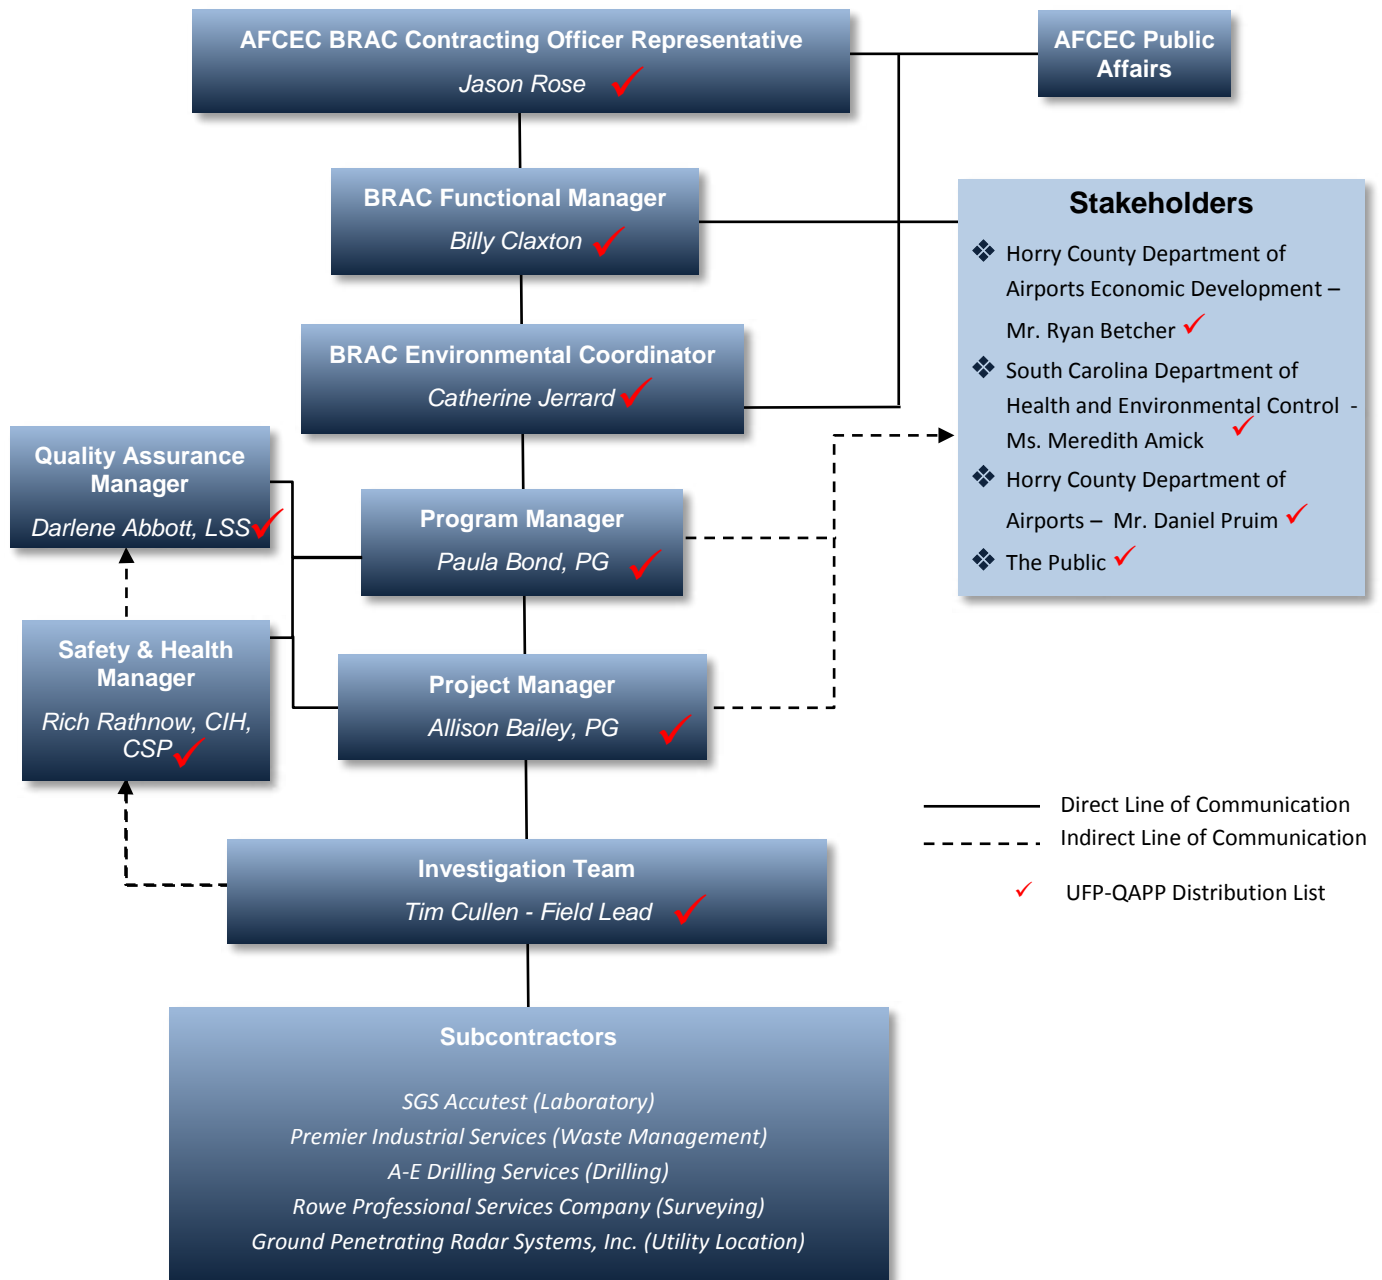 AFCEC BRAC Contracting Officer Representative
Jason Rose
AFCEC Public
Affairs
BRAC Functional Manager
Billy Claxton
Stakeholders
Horry County Department of
Airports Economic Development –
Mr. Ryan Betcher
South Carolina Department of
Health and Environmental Control -
Ms. Meredith Amick
Horry County Department of
Airports – Mr. Daniel Pruim
The Public
BRAC Environmental Coordinator
Catherine Jerrard
Quality Assurance
Manager
Darlene Abbott, LSS
Program Manager
Paula Bond, PG
Safety & Health
Manager
Rich Rathnow, CIH,
CSP
Project Manager
Allison Bailey, PG
Direct Line of Communication
Indirect Line of Communication
UFP-QAPP Distribution List
Investigation Team
Tim Cullen - Field Lead
Subcontractors
SGS Accutest (Laboratory)
Premier Industrial Services (Waste Management)
A-E Drilling Services (Drilling)
Rowe Professional Services Company (Surveying)
Ground Penetrating Radar Systems, Inc. (Utility Location)